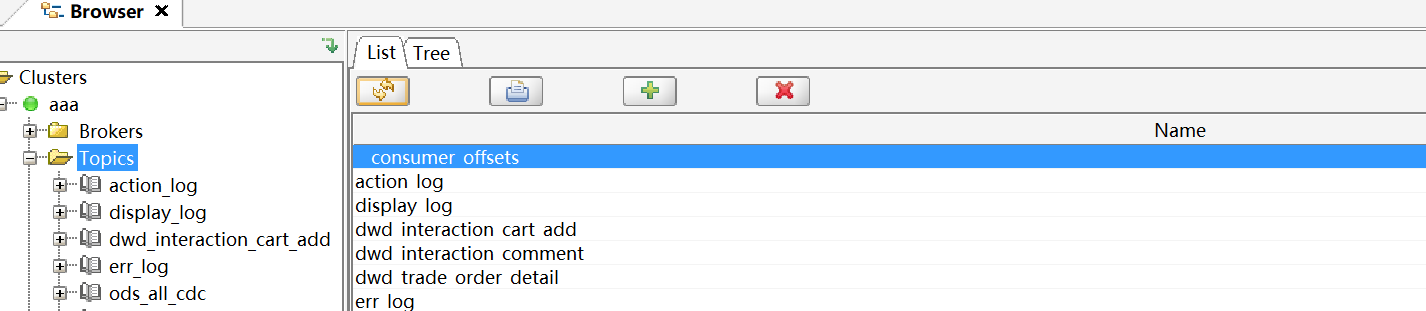 Browser
Clusters
aaa
Brokers
Topics
action_log
display_log
dwd_interaction_cart_add
err_log
ods_all_cdc
List Tree
Name
consumer offsets
action log
display log
dwd interaction cart add
dwd interaction comment
dwd trade order detail
err log